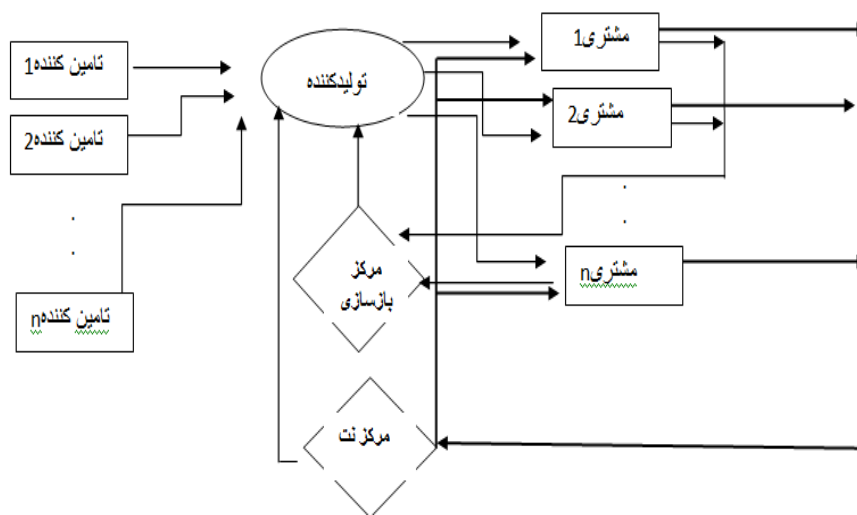 تامین کننده1
تامین کننده2
.
.
تامین کنندهn
تولیدکننده
مرکز
بازسازی
مرکز نت
مشتری1
مشتری2
.
.
مشتریn